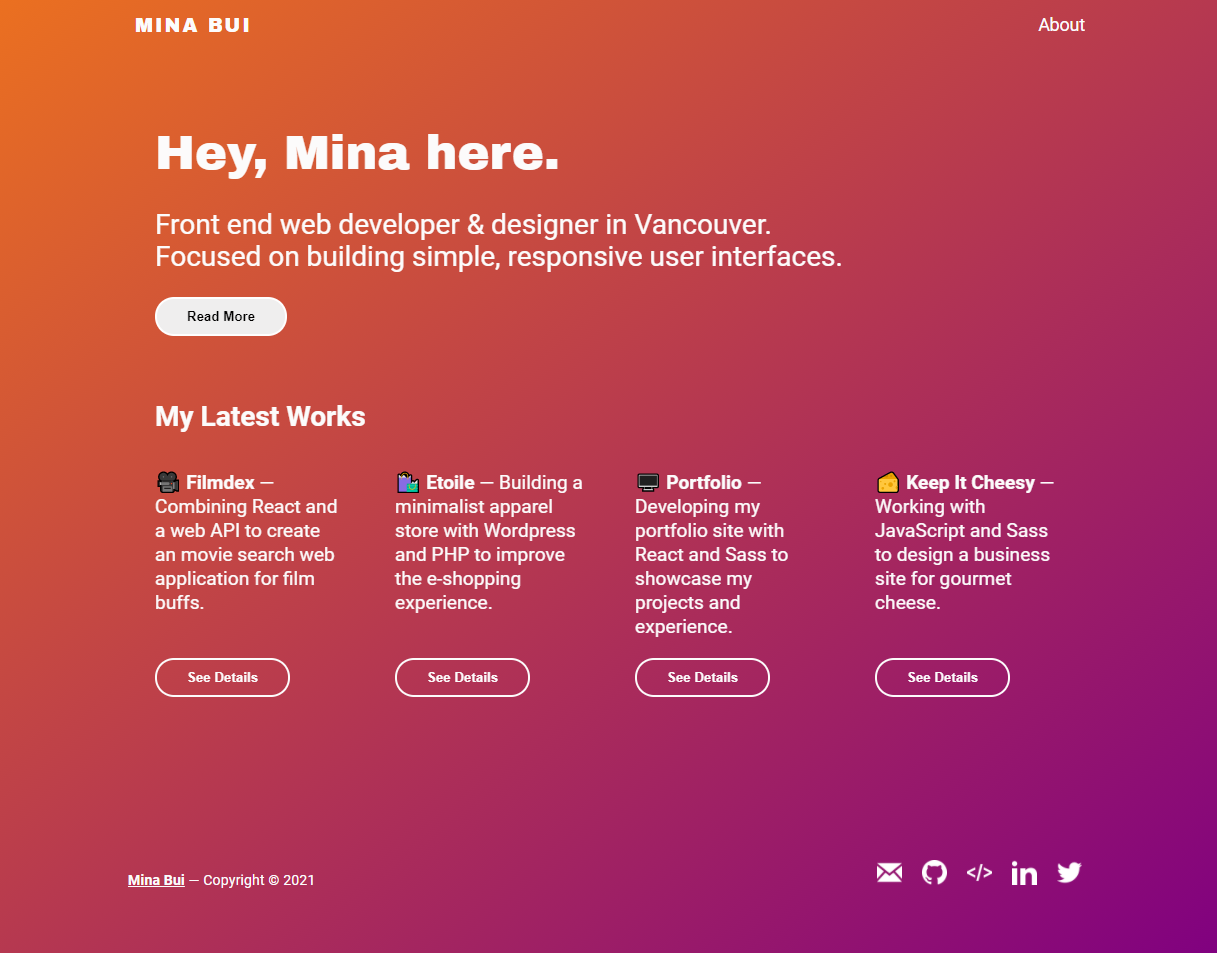 MINA BUI
About
Hey, Mina here.
Front end web developer & designer in Vancouver.
Focused on building simple, responsive user interfaces.
Read More
My Latest Works
Filmdex —
Combining React and
a web API to create
an movie search web
application for film
buffs.
See Details
Etoile — Building a
minimalist apparel
store with Wordpress
and PHP to improve
the e-shopping
experience.
See Details
Portfolio —
Developing my
portfolio site with
React and Sass to
showcase my
projects and
experience.
See Details
Keep It Cheesy —
Working with
JavaScript and Sass
to design a business
site for gourmet
cheese.
See Details
Mina Bui — Copyright © 2021